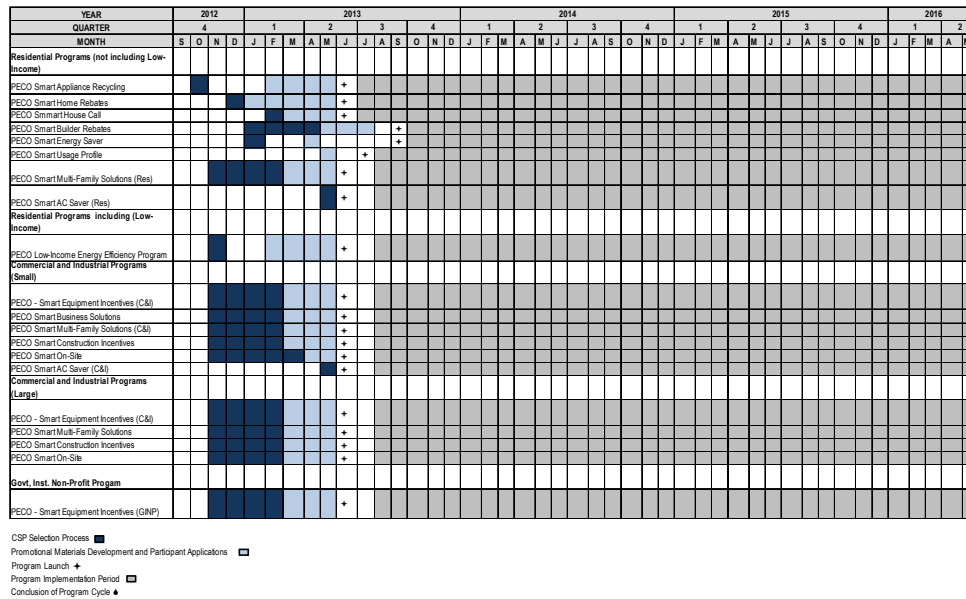 YEAR 2012 2013 2014 2015 2016
QUARTER 4 1 2 3 4 1 2 3 4 1 2 3 4 1 2
MONTH S O N D J F M A M J J A S O N D J F M A M J J A S O N D J F M A M J J A S O N D J F M A M
Residential Programs (not including Low-
Income)
PECO Smart Appliance Recycling
PECO Smart Home Rebates
PECO Smmart House Call
PECO Smart Builder Rebates
PECO Smart Energy Saver
PECO Smart Usage Profile
PECO Smart Multi-Family Solutions (Res)
PECO Smart AC Saver (Res)
Residential Programs including (Low-
Income)
PECO Low-Income Energy Efficiency Program
Commercial and Industrial Programs
(Small)
PECO - Smart Equipment Incentives (C&I)
PECO Smart Business Solutions
PECO Smart Multi-Family Solutions (C&I)
PECO Smart Construction Incentives
PECO Smart On-Site
PECO Smart AC Saver (C&I)
Commercial and Industrial Programs
(Large)
PECO - Smart Equipment Incentives (C&I)
PECO Smart Multi-Family Solutions
PECO Smart Construction Incentives
PECO Smart On-Site
Govt, Inst. Non-Profit Progam
PECO - Smart Equipment Incentives (GINP)
CSP Selection Process
Promotional Materials Development and Participant Applications
Program Launch
Program Implementation Period
Conclusion of Program Cycle